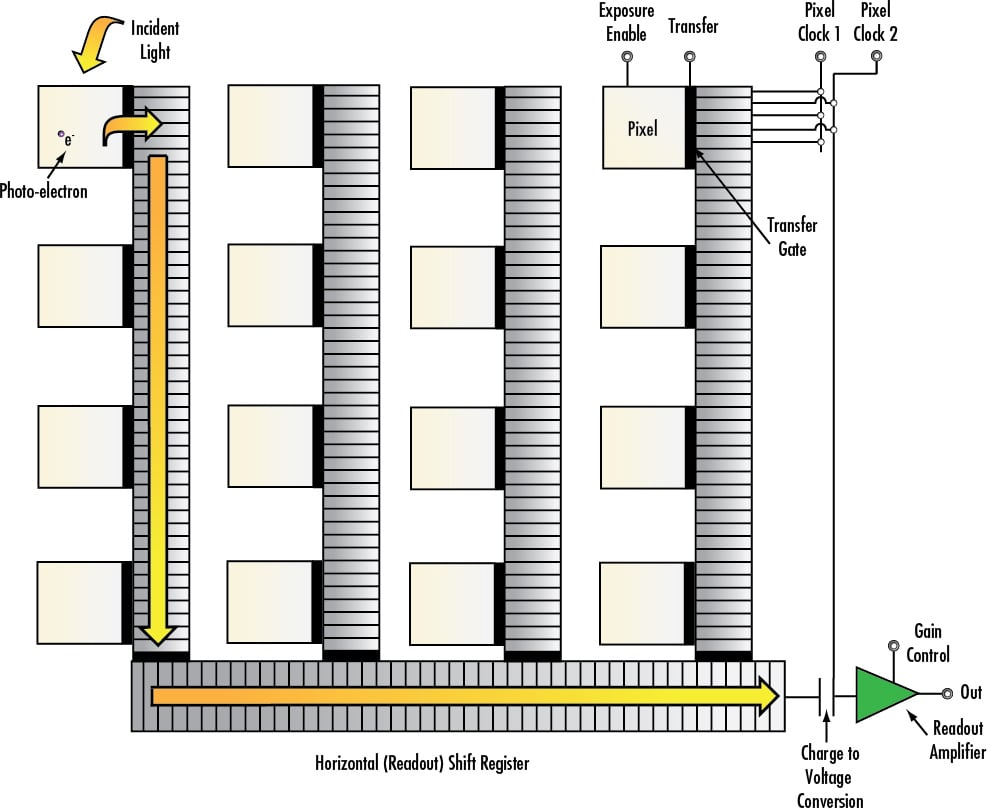 Incident
Light
Exposure
Enable
Transfer
Pixel
Clock 1
Pixel
Clock 2
e-
Photo-electron
Pixel
Transfer
Gate
Gain
Control
Out
Readout
Amplifier
Charge to
Voltage
Conversion
Horizontal (Readout) Shift Register